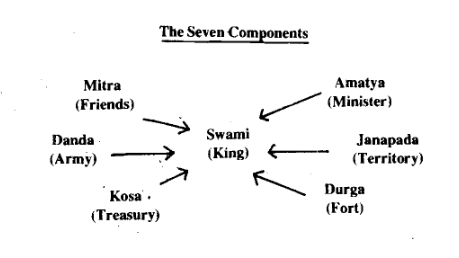 The Seven Components
Mitra
(Friends)
Amatya
(Minister)
Danda
(Army)
Swami
(King)
Janapada
(Territory)
Kosa
(Treasury)
Durga
(Fort)